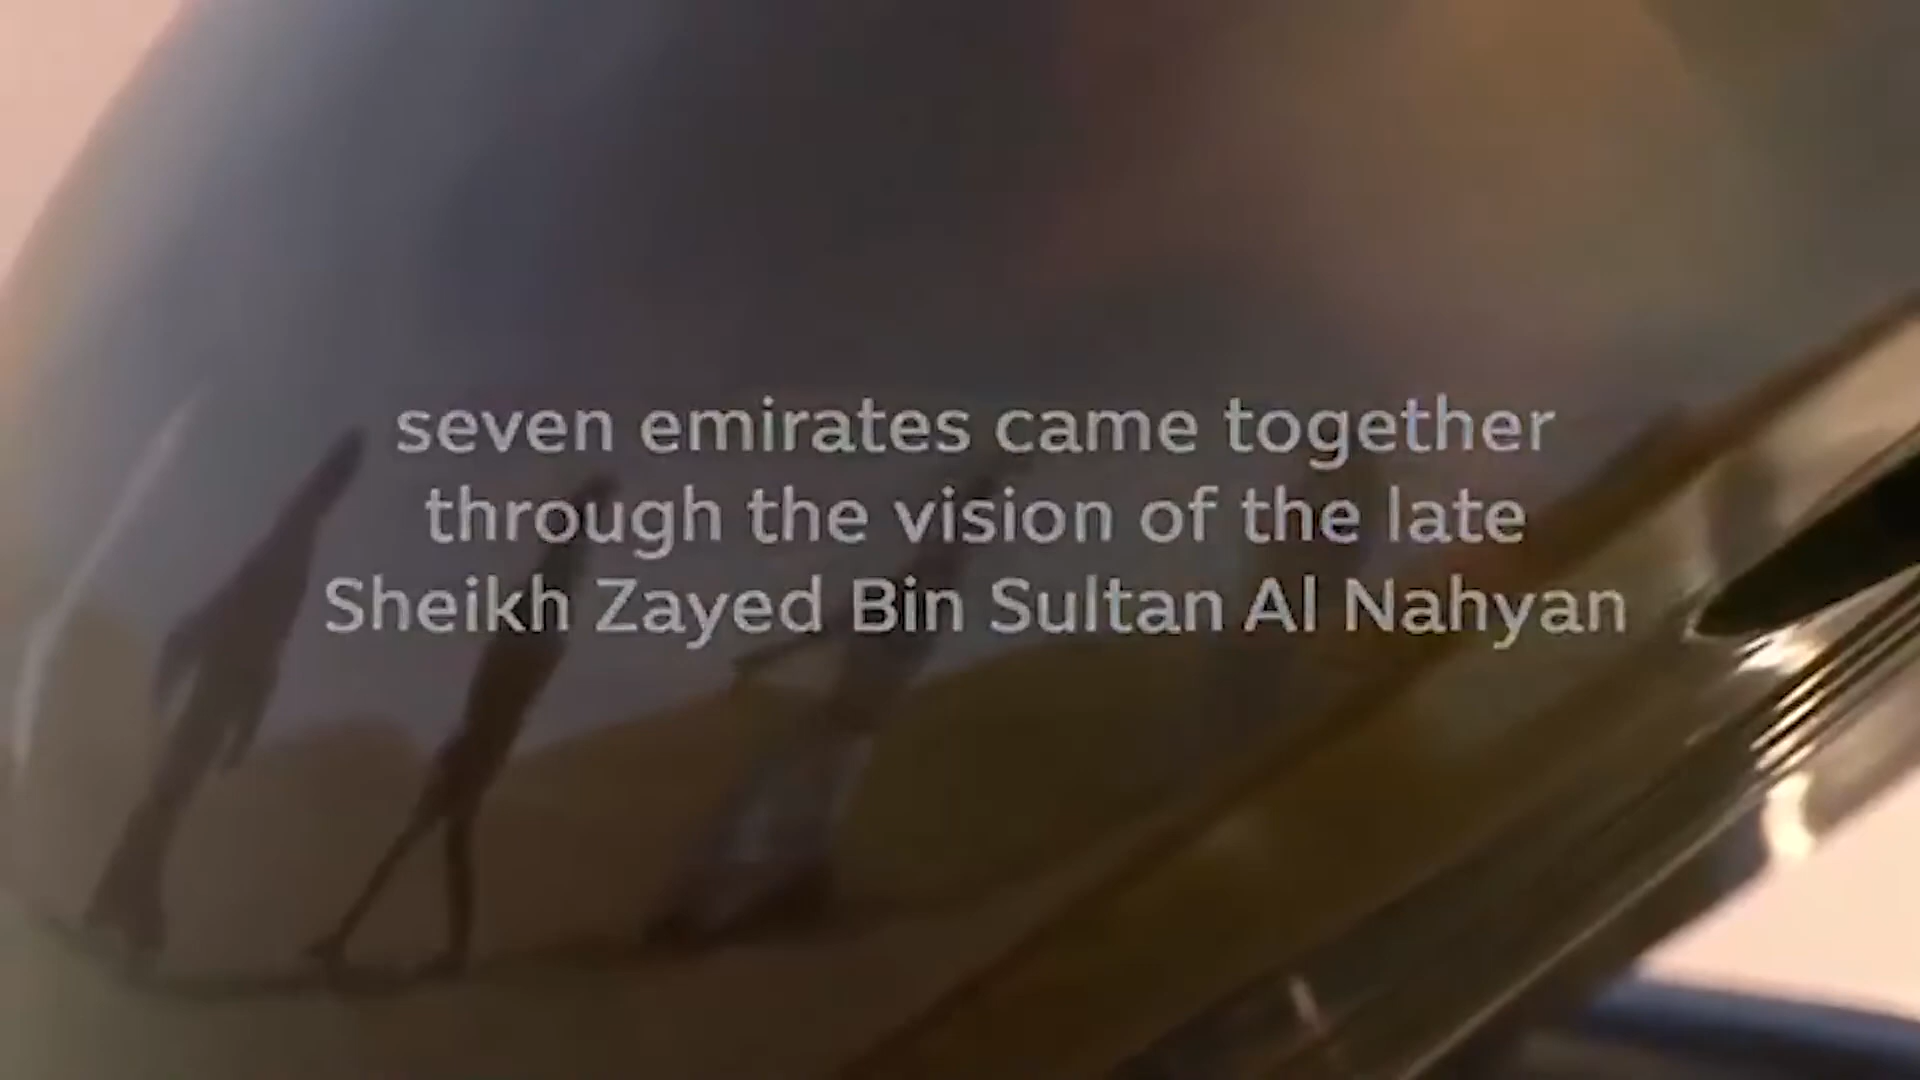 seven emirates came together
through the vision of the late
Sheikh Zayed Bin Sultan Al Nahyan